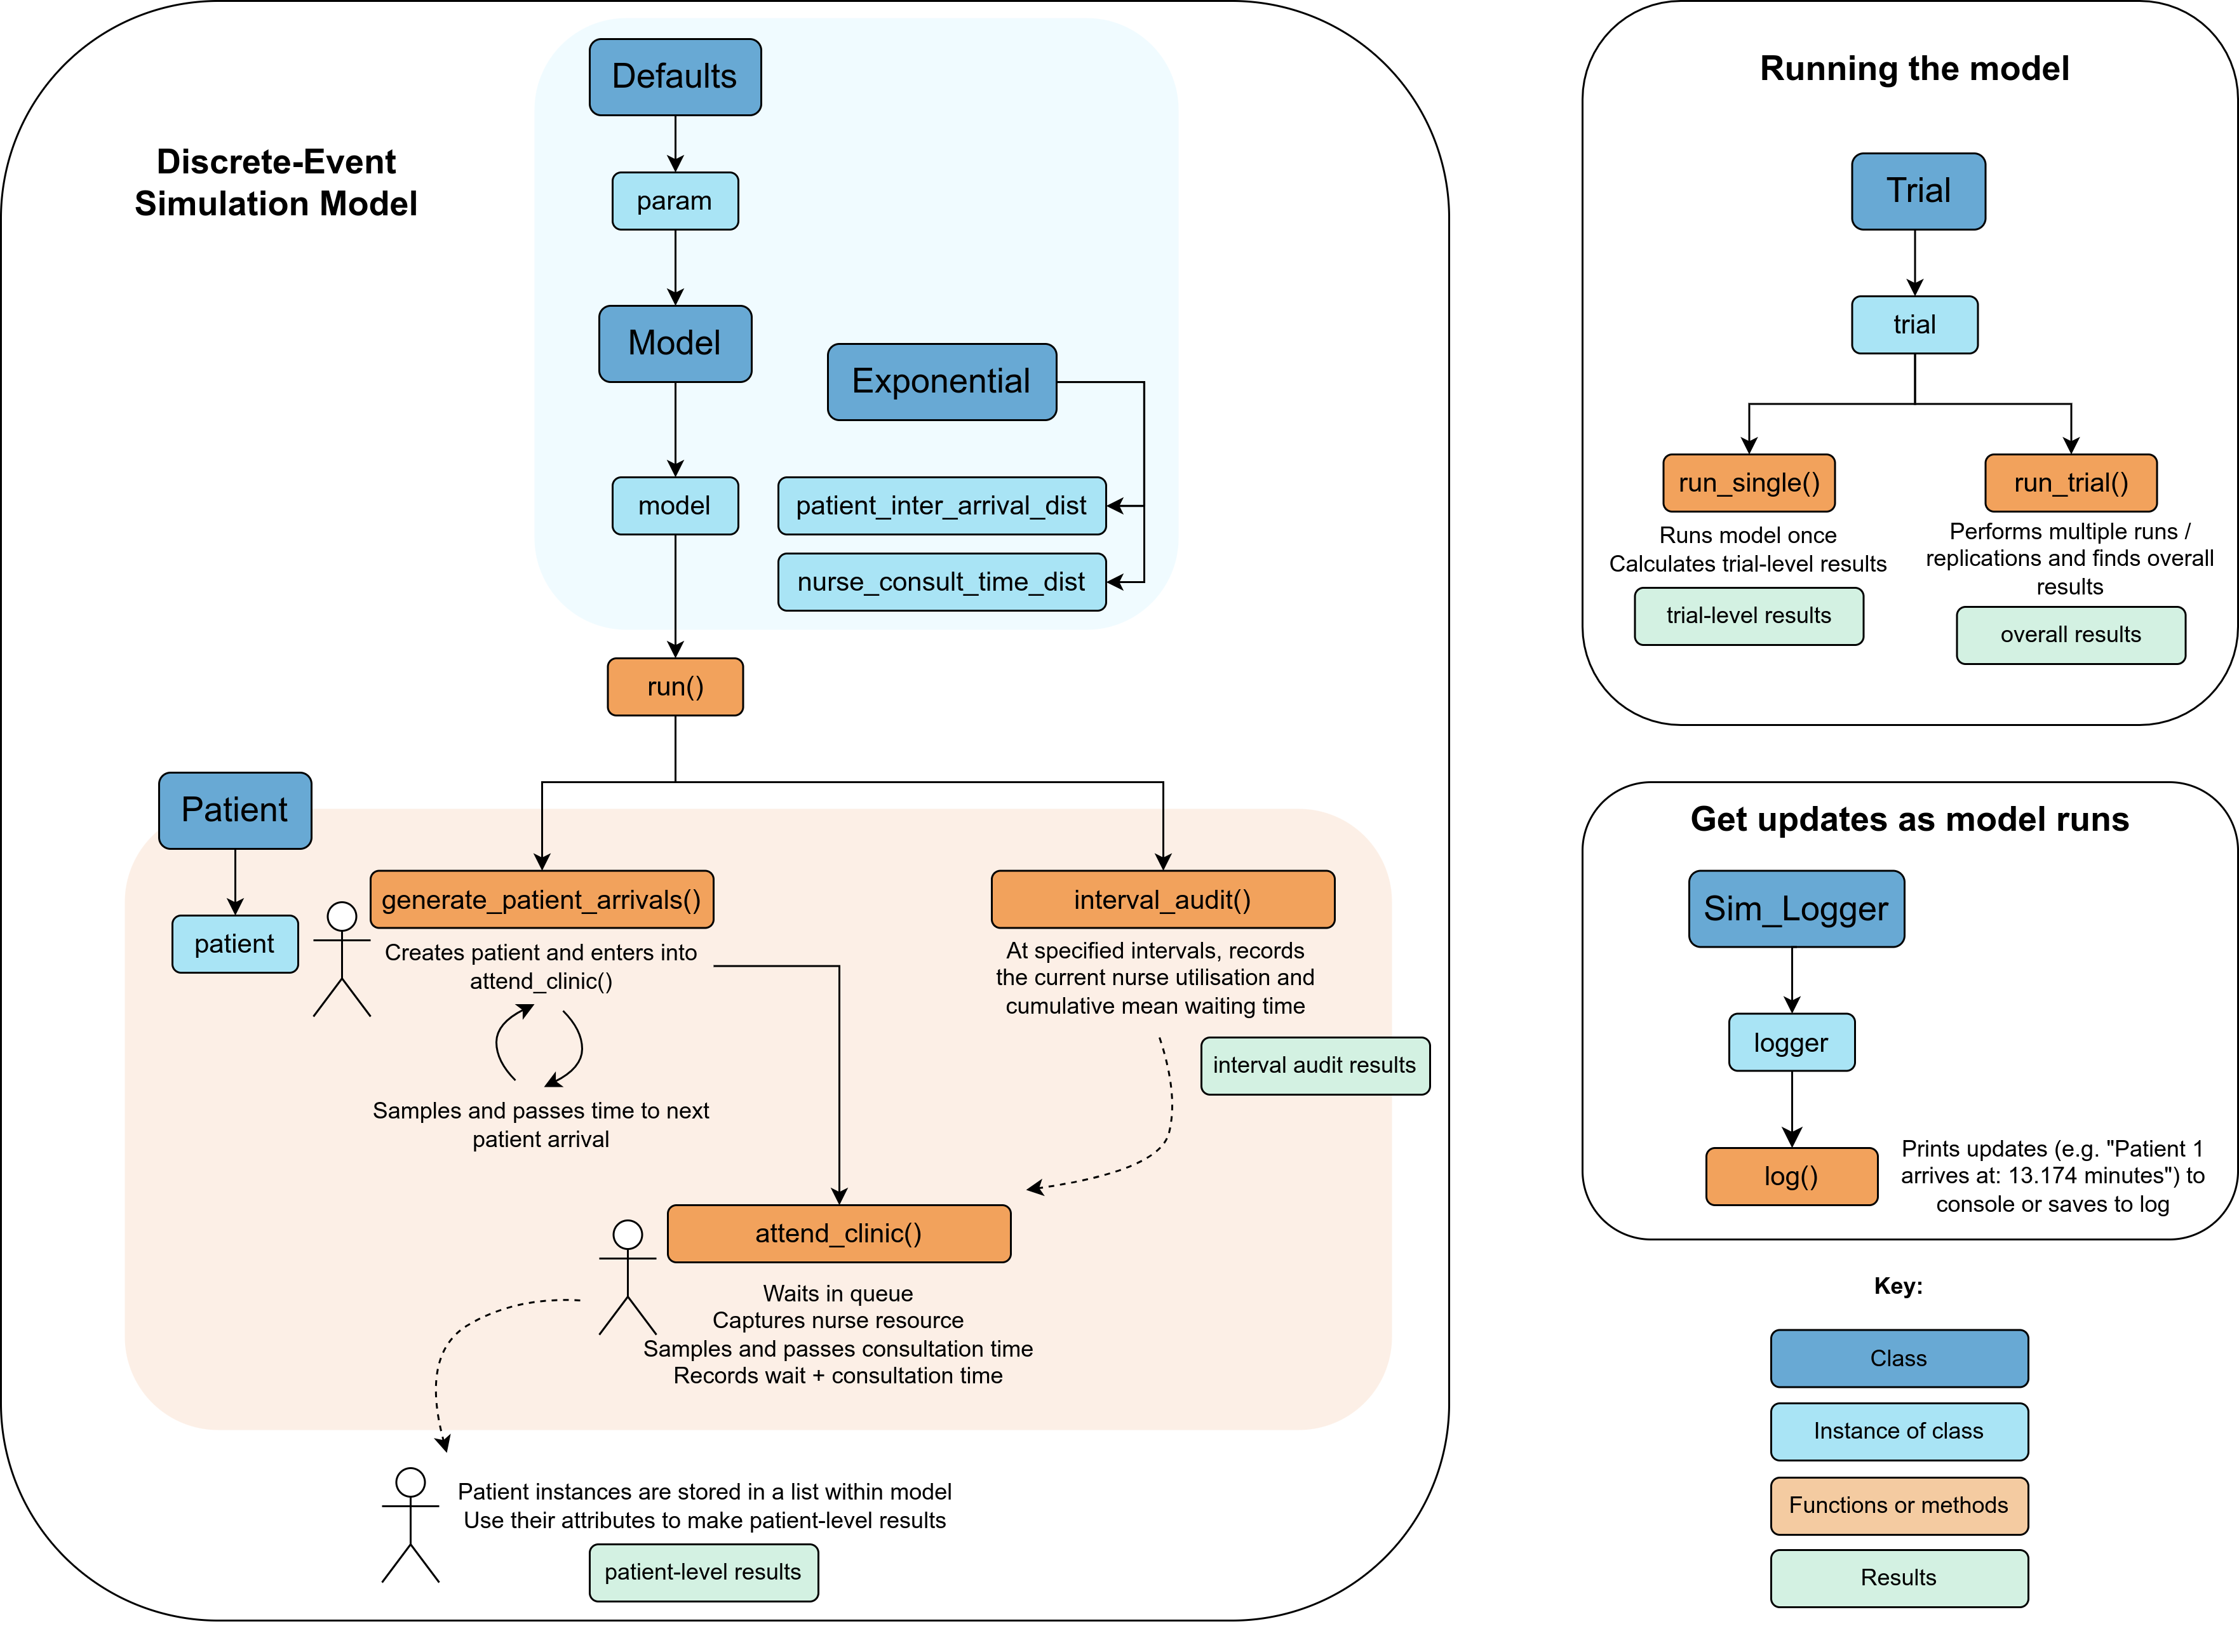 Discrete-Event
Simulation Model
Defaults
param
Model
Exponential
model
patient_inter_arrival_dist
nurse_consult_time_dist
run()
Patient
patient
generate_patient_arrivals()
Creates patient and enters into
attend_clinic()
Samples and passes time to next
patient arrival
interval_audit()
At specified intervals, records
the current nurse utilisation and
cumulative mean waiting time
interval audit results
attend_clinic()
Waits in queue
Captures nurse resource
Samples and passes consultation time
Records wait + consultation time
Patient instances are stored in a list within model
Use their attributes to make patient-level results
patient-level results
Running the model
Trial
trial
run_single()
Runs model once
Calculates trial-level results
trial-level results
run_trial()
Performs multiple runs /
replications and finds overall
results
overall results
Get updates as model runs
Sim_Logger
logger
log()
Prints updates (e.g. "Patient 1
arrives at: 13.174 minutes") to
console or saves to log
Key:
Class
Instance of class
Functions or methods
Results